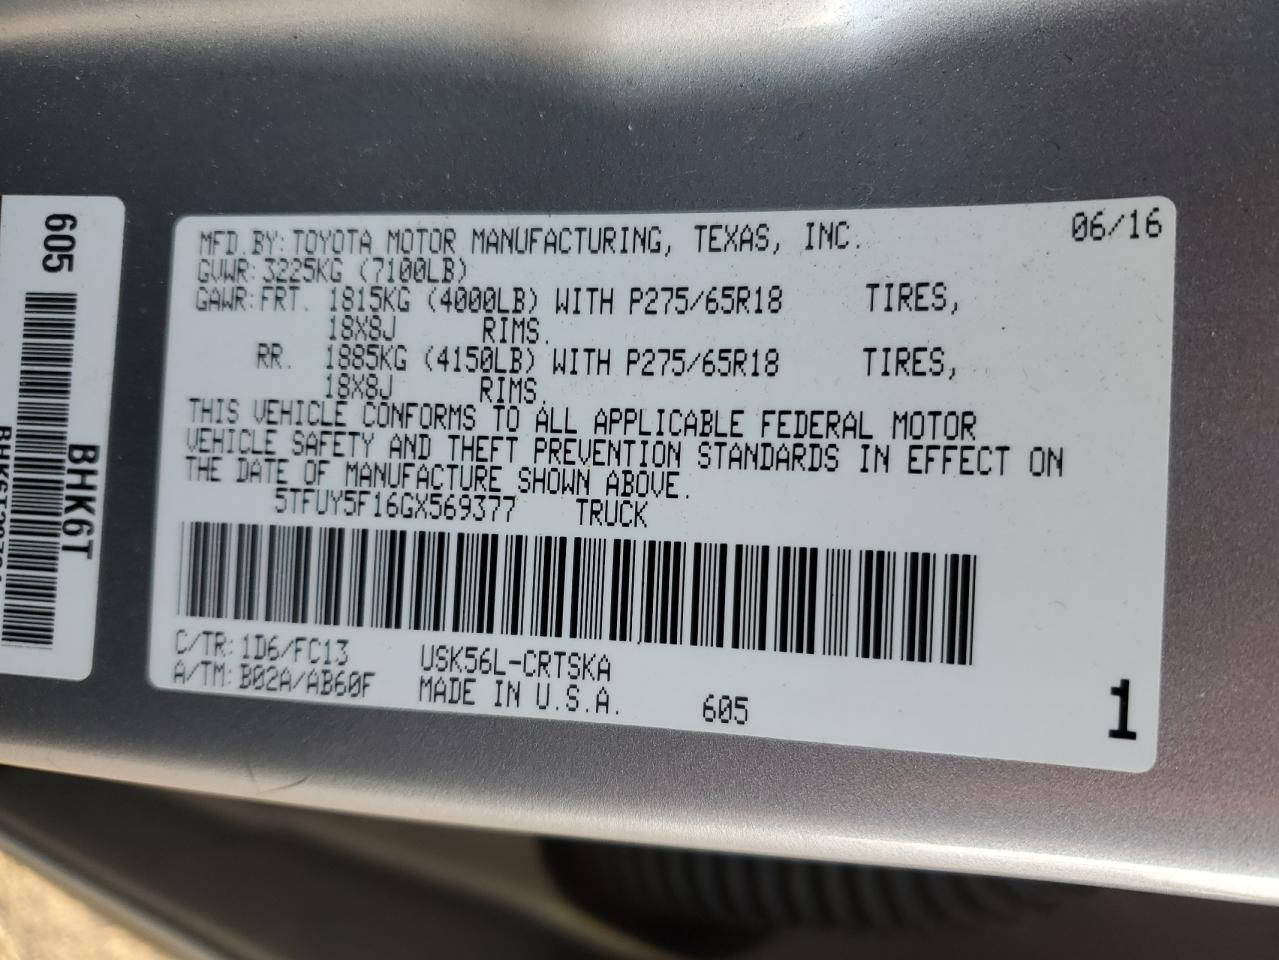 MFD.BY: TOYOTA MOTOR MANUFACTURING, TEXAS, INC. 06/16
GVWR: 3225KG (7100LB)
GAWR: FRT. 1815KG (4000LB) WITH P275/65R18 TIRES,
18X8J RIMS.
RR. 1885KG (4150LB) WITH P275/65R18 TIRES,
18X8J RIMS.
THIS VEHICLE CONFORMS TO ALL APPLICABLE FEDERAL MOTOR
VEHICLE SAFETY AND THEFT PREVENTION STANDARDS IN EFFECT ON
THE DATE OF MANUFACTURE SHOWN ABOVE.
5TFUY5F16GX569377 TRUCK
C/TR: 1D6/FC13 USK56L-CRTSKA
A/TM: B02A/AB60F MADE IN U.S.A. 605
1
605
BHK6T